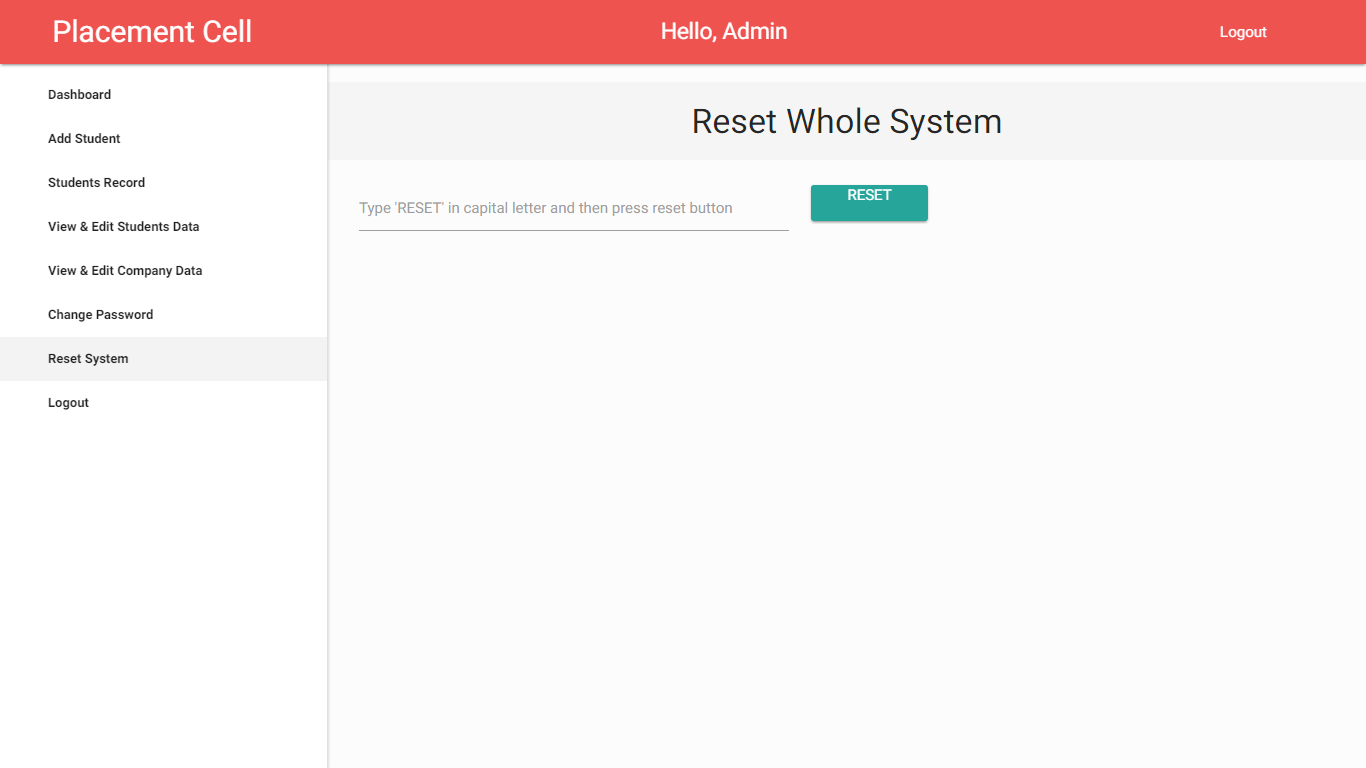 Placement Cell
Hello, Admin
Logout
Dashboard
Add Student
Students Record
View & Edit Students Data
View & Edit Company Data
Change Password
Reset System
Logout
Reset Whole System
Type 'RESET' in capital letter and then press reset button
RESET